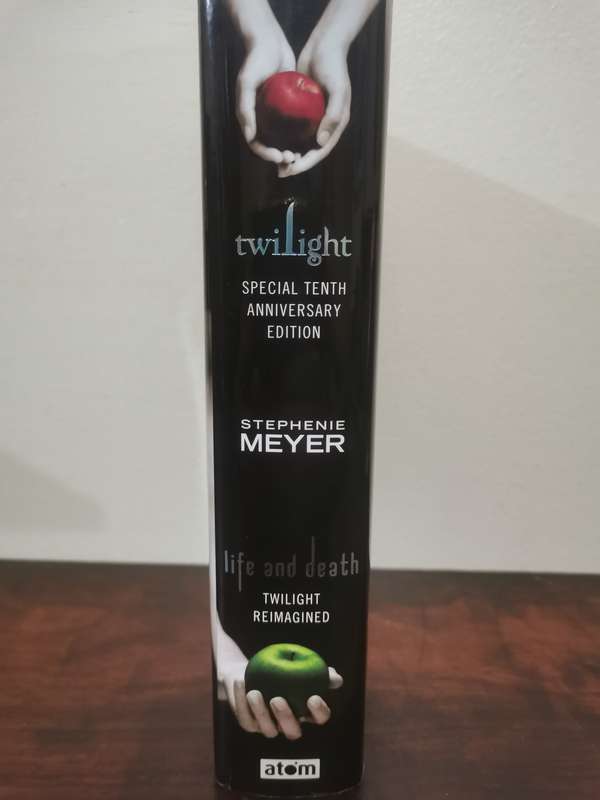 twilight
SPECIAL TENTH
ANNIVERSARY
EDITION
STEPHENIE
MEYER
life and death
TWILIGHT
REIMAGINED
atom